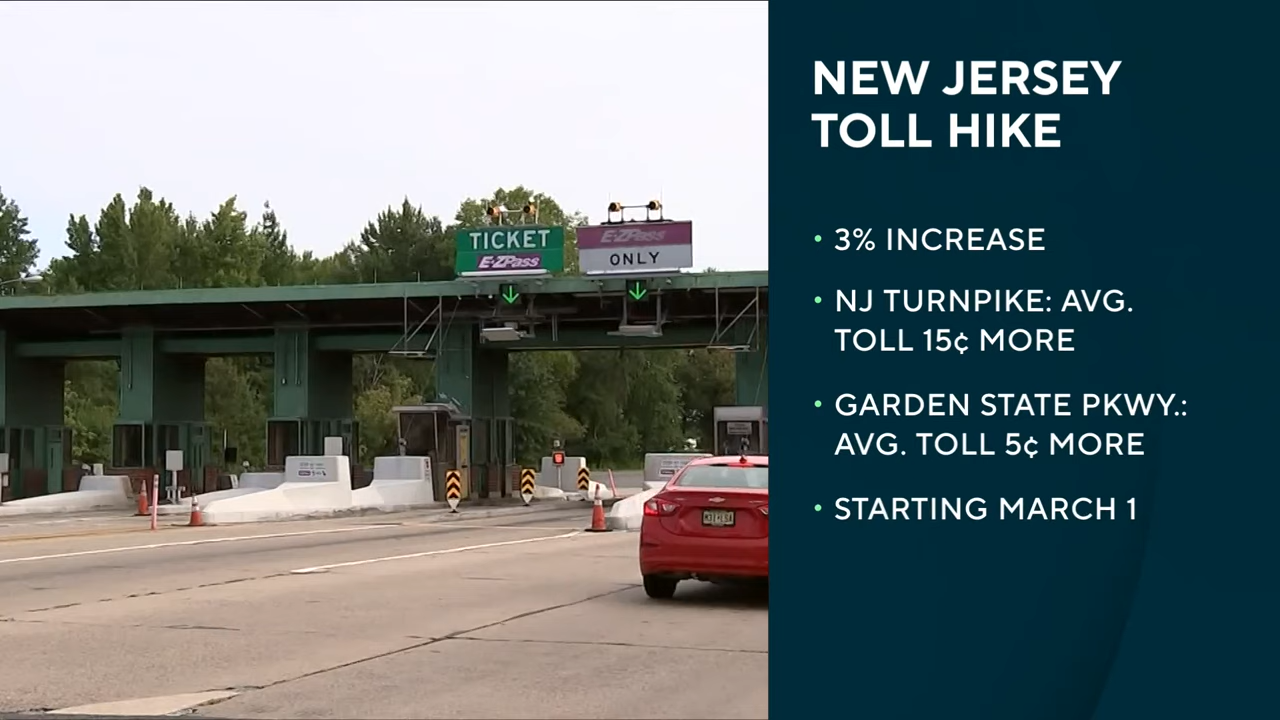 NEW JERSEY
TOLL HIKE
• 3% INCREASE
• NJ TURNPIKE: AVG.
TOLL 15¢ MORE
• GARDEN STATE PKWY.:
AVG. TOLL 5¢ MORE
• STARTING MARCH 1
TICKET
E-ZPass
E-ZPass
ONLY